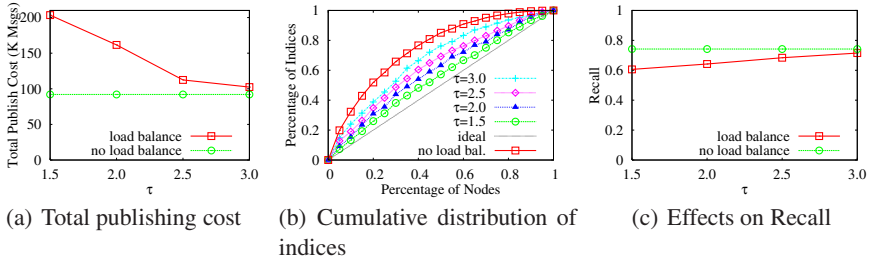 Total Publish Cost (K Msgs)
200
150
100
50
0
load balance
no load balance
1.5 2.0 2.5 3.0
τ
(a) Total publishing cost
Percentage of Indices
1
0.8
0.6
0.4
0.2
0
τ=3.0
τ=2.5
τ=2.0
τ=1.5
ideal
no load bal.
0 0.2 0.4 0.6 0.8 1
Percentage of Nodes
(b) Cumulative distribution of
indices
Recall
1
0.8
0.6
0.4
0.2
0
load balance
no load balance
1.5 2.0 2.5 3.0
τ
(c) Effects on Recall